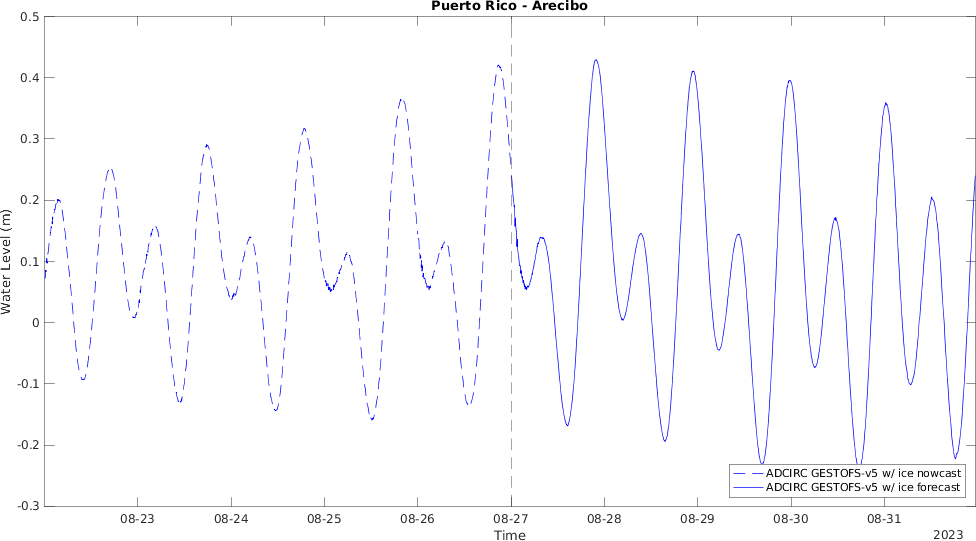 Puerto Rico - Arecibo
0.5
0.4
0.3
0.2
0.1
0
-0.1
-0.2
-0.3
Water Level (m)
ADCIRC GESTOFS-v5 w/ ice nowcast
ADCIRC GESTOFS-v5 w/ ice forecast
08-23 08-24 08-25 08-26 08-27 08-28 08-29 08-30 08-31
Time
2023